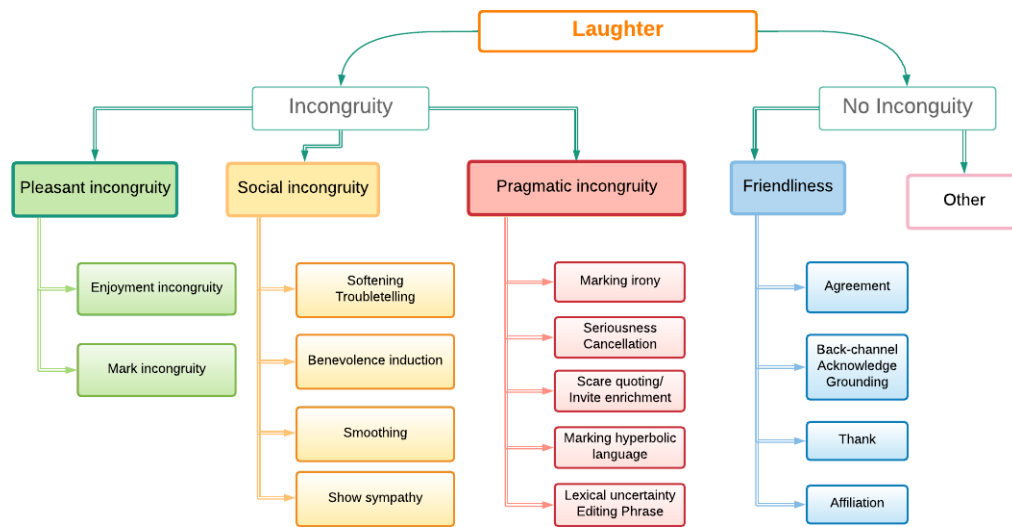 Laughter
Incongruity
No Inconguity
Pleasant incongruity
Social incongruity
Pragmatic incongruity
Friendliness
Other
Enjoyment incongruity
Mark incongruity
Softening
Troubletelling
Benevolence induction
Smoothing
Show sympathy
Marking irony
Seriousness
Cancellation
Scare quoting/
Invite enrichment
Marking hyperbolic
language
Lexical uncertainty
Editing Phrase
Agreement
Back-channel
Acknowledge
Grounding
Thank
Affiliation